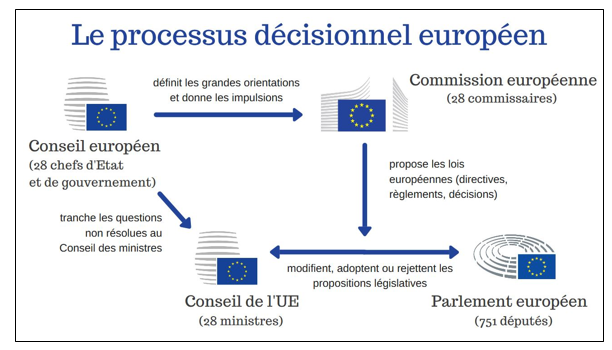 Le processus décisionnel européen
définit les grandes orientations
et donne les impulsions
Commission européenne
(28 commissaires)
Conseil européen
(28 chefs d'Etat
et de gouvernement)
propose les lois
européennes (directives,
règlements, décisions)
tranche les questions
non résolues au
Conseil des ministres
modifient, adoptent ou rejettent les
propositions législatives
Conseil de l'UE
(28 ministres)
Parlement européen
(751 députés)